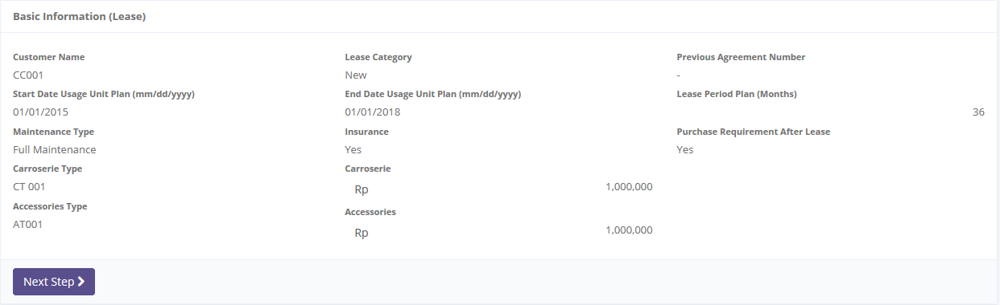 Basic Information (Lease)
Customer Name Lease Category Previous Agreement Number
CC001 New -
Start Date Usage Unit Plan (mm/dd/yyyy) End Date Usage Unit Plan (mm/dd/yyyy) Lease Period Plan (Months)
01/01/2015 01/01/2018 36
Maintenance Type Insurance Purchase Requirement After Lease
Full Maintenance Yes Yes
Carroserie Type Carroserie
CT 001 Rp 1,000,000
Accessories Type Accessories
AT001 Rp 1,000,000
Next Step